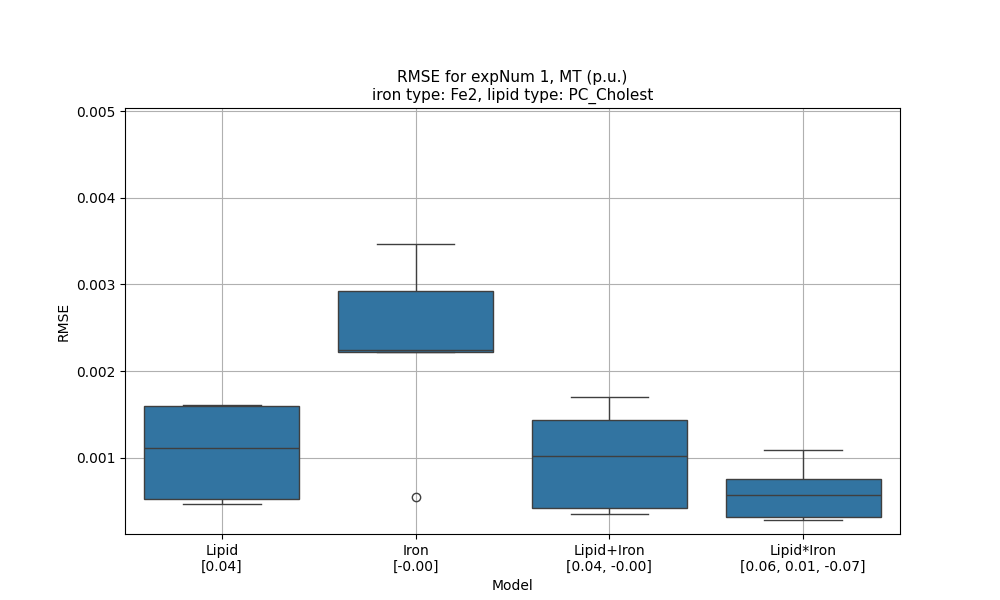 RMSE for expNum 1, MT (p.u.)
iron type: Fe2, lipid type: PC_Cholest
0.005
0.004
0.003
0.002
0.001
RMSE
Lipid
[0.04]
Iron
[-0.00]
Lipid+Iron
[0.04, -0.00]
Lipid*Iron
[0.06, 0.01, -0.07]
Model